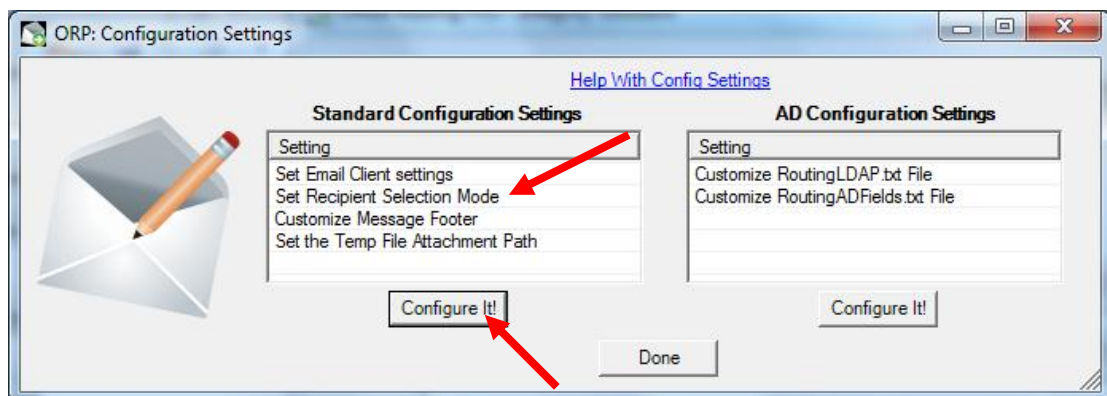 ORP: Configuration Settings
Help With Config Settings
Standard Configuration Settings
Setting
Set Email Client settings
Set Recipient Selection Mode
Customize Message Footer
Set the Temp File Attachment Path
Configure It!
AD Configuration Settings
Setting
Customize RoutingLDAP.txt File
Customize RoutingADFields.txt File
Configure It!
Done